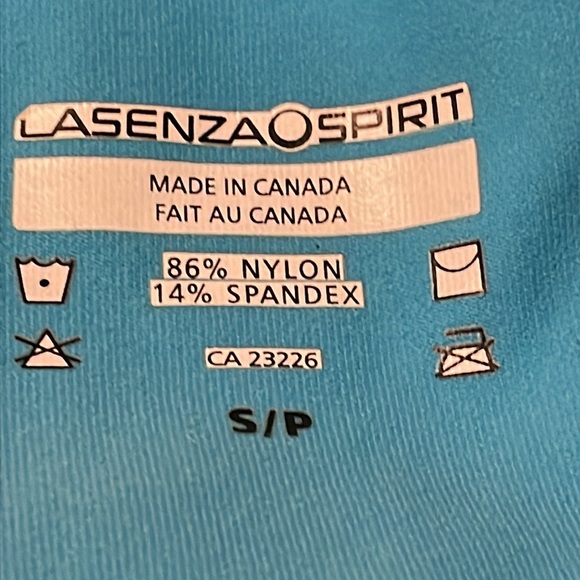 LASENZA SPIRIT
MADE IN CANADA
FAIT AU CANADA
86% NYLON
14% SPANDEX
CA 23226
S/P